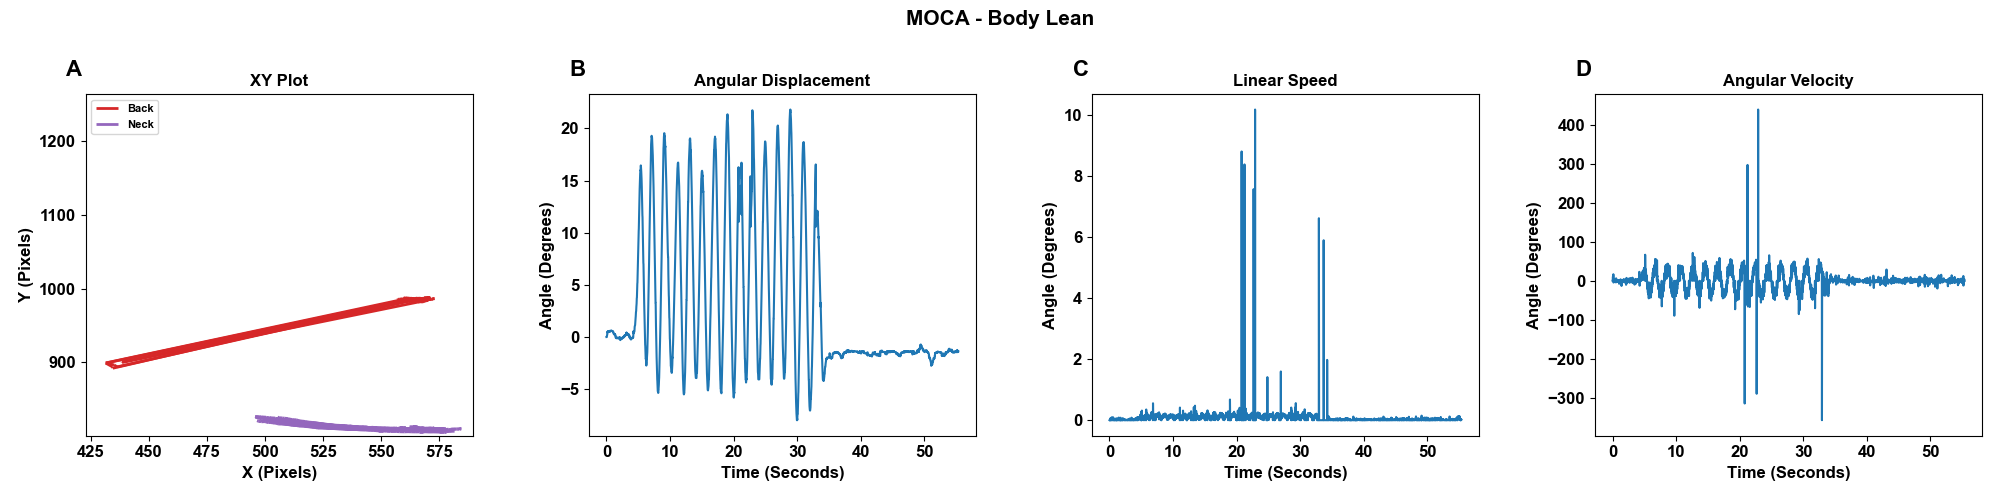 MOCA - Body Lean
A
XY Plot
Back
Neck
1200
1100
1000
900
Y (Pixels)
425 450 475 500 525 550 575
X (Pixels)
B
Angular Displacement
20
15
10
5
0
−5
Angle (Degrees)
0 10 20 30 40 50
Time (Seconds)
C
Linear Speed
10
8
6
4
2
0
Angle (Degrees)
0 10 20 30 40 50
Time (Seconds)
D
Angular Velocity
400
300
200
100
0
−100
−200
−300
Angle (Degrees)
0 10 20 30 40 50
Time (Seconds)